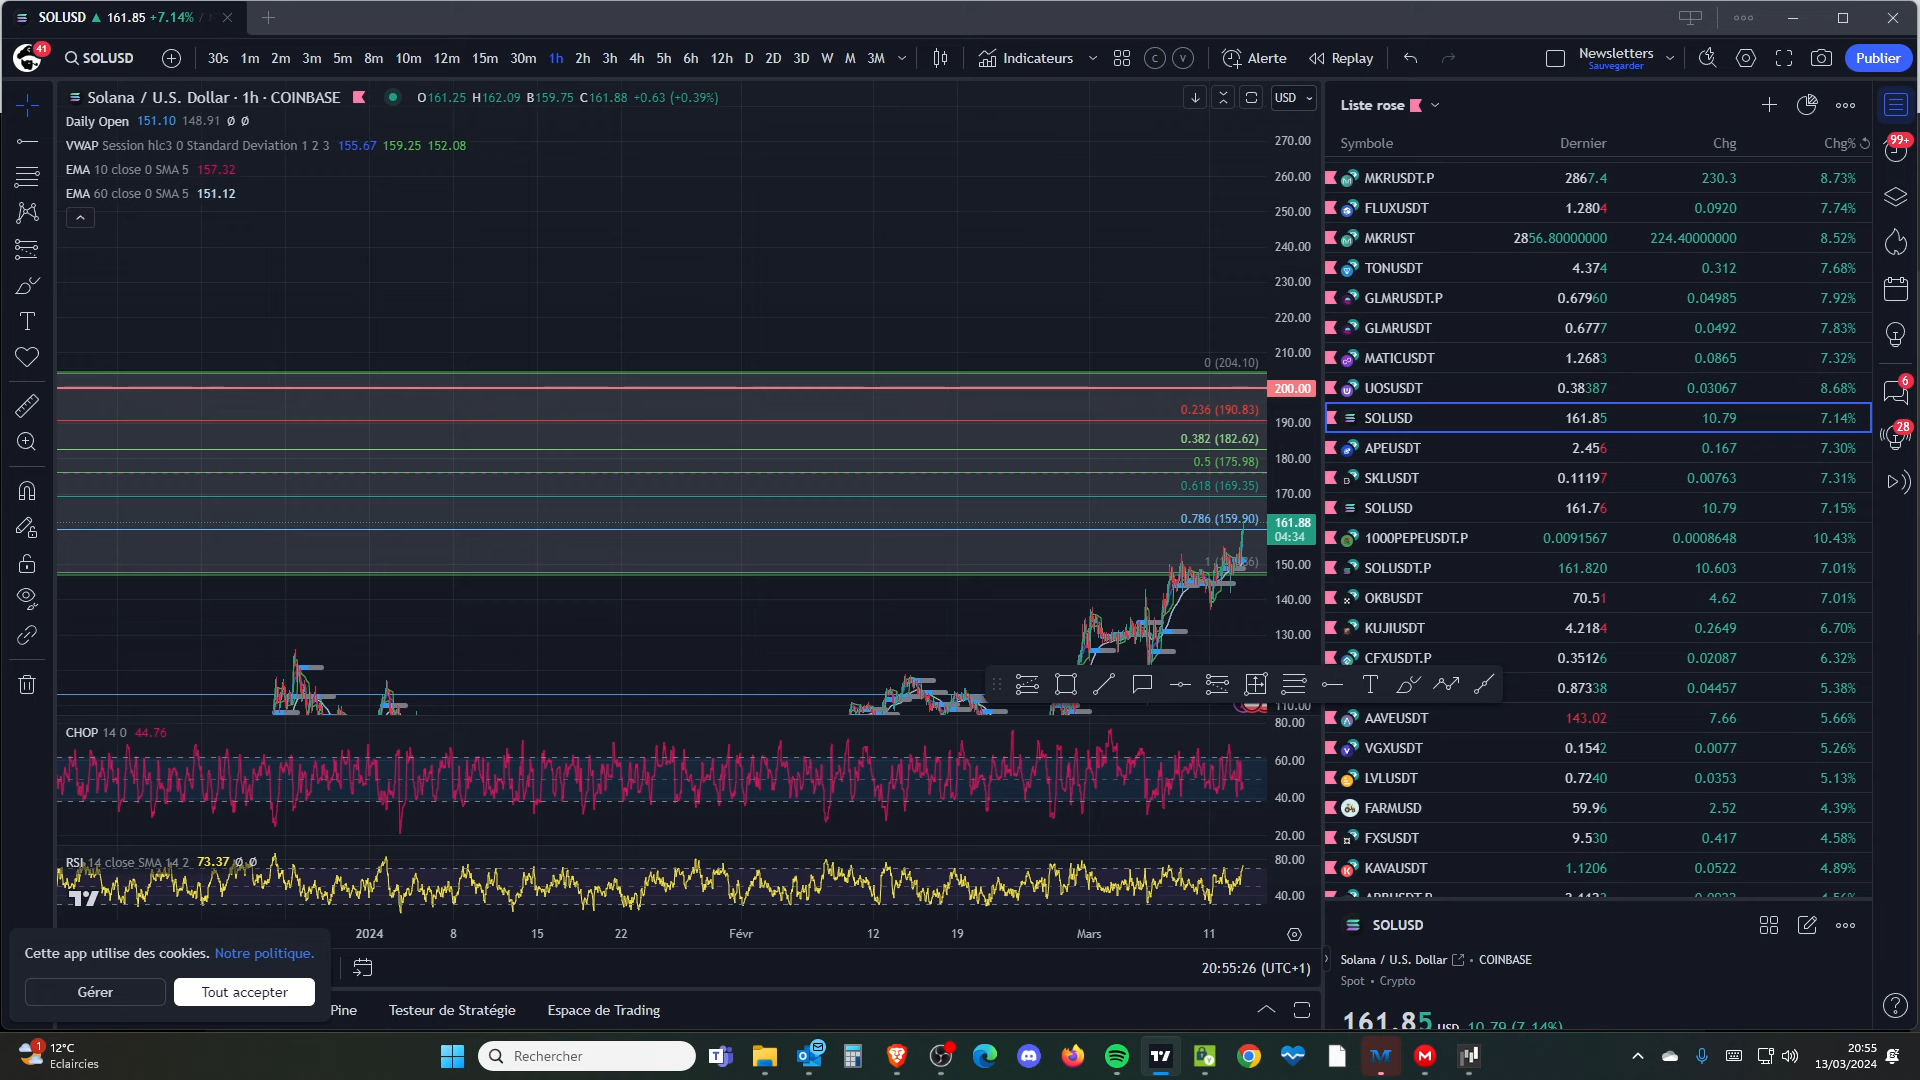 SOLUSD ▲ 161.85 +7.14% /
41
SOLUSD
30s 1m 2m 3m 5m 8m 10m 12m 15m 30m 1h 2h 3h 4h 5h 6h 12h D 2D 3D W M 3M
Indicateurs
C V
Alerte
Replay
Newsletters
Sauvegarder
Publier
Solana / U.S. Dollar · 1h · COINBASE
O161.25 H162.09 B159.75 C161.88 +0.63 (+0.39%)
USD
Daily Open 151.10 148.91 Ø Ø
VWAP Session hlc3 0 Standard Deviation 1 2 3 155.67 159.25 152.08
EMA 10 close 0 SMA 5 157.32
EMA 60 close 0 SMA 5 151.12
270.00
260.00
250.00
240.00
230.00
220.00
210.00
0 (204.10)
200.00
0.236 (190.83)
190.00
0.382 (182.62)
180.00
0.5 (175.98)
0.618 (169.35)
170.00
0.786 (159.90)
161.88
04:34
150.00
140.00
130.00
110.00
80.00
CHOP 14 0 44.76
60.00
40.00
20.00
RSI 14 close SMA 14 2 73.37 Ø Ø
80.00
40.00
2024 8 15 22 Févr 12 19 Mars 11
20:55:26 (UTC+1)
Cette app utilise des cookies. Notre politique.
Gérer
Tout accepter
Pine
Testeur de Stratégie
Espace de Trading
Liste rose
Symbole Dernier Chg Chg%
MKRUSDT.P 2867.4 230.3 8.73%
FLUXUSDT 1.2804 0.0920 7.74%
MKRUST 2856.80000000 224.40000000 8.52%
TONUSDT 4.374 0.312 7.68%
GLMRUSDT.P 0.67960 0.04985 7.92%
GLMRUSDT 0.6777 0.0492 7.83%
MATICUSDT 1.2683 0.0865 7.32%
UOSUSDT 0.38387 0.03067 8.68%
SOLUSD 161.85 10.79 7.14%
APEUSDT 2.456 0.167 7.30%
SKLUSDT 0.11197 0.00763 7.31%
SOLUSD 161.76 10.79 7.15%
1000PEPEUSDT.P 0.0091567 0.0008648 10.43%
SOLUSDT.P 161.820 10.603 7.01%
OKBUSDT 70.51 4.62 7.01%
KUJIUSDT 4.2184 0.2649 6.70%
CFXUSDT.P 0.35126 0.02087 6.32%
0.87338 0.04457 5.38%
AAVEUSDT 143.02 7.66 5.66%
VGXUSDT 0.1542 0.0077 5.26%
LVLUSDT 0.7240 0.0353 5.13%
FARMUSD 59.96 2.52 4.39%
FXSUSDT 9.530 0.417 4.58%
KAVAUSDT 1.1206 0.0522 4.89%
SOLUSD
Solana / U.S. Dollar • COINBASE
Spot • Crypto
161.85 USD 10.79 (7.14%)
99+
6
28
1
12°C
Eclaircies
Rechercher
20:55
13/03/2024